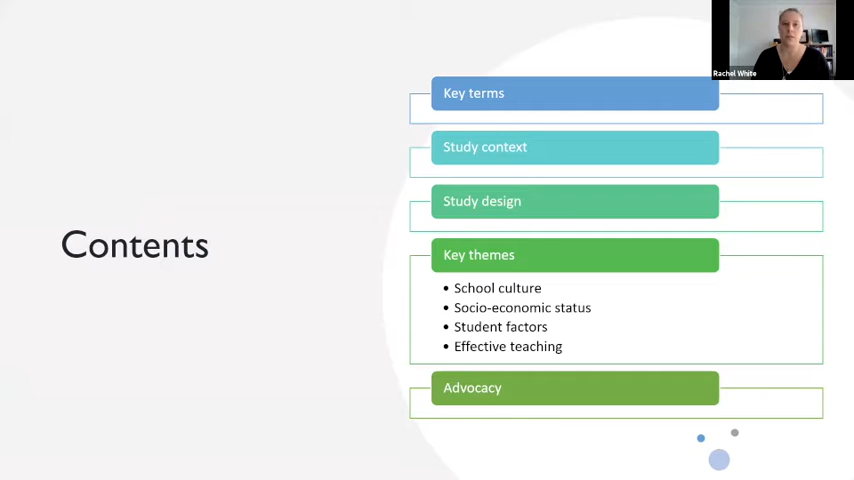 Rachel White
Key terms
Study context
Study design
Contents
Key themes
• School culture
• Socio-economic status
• Student factors
• Effective teaching
Advocacy